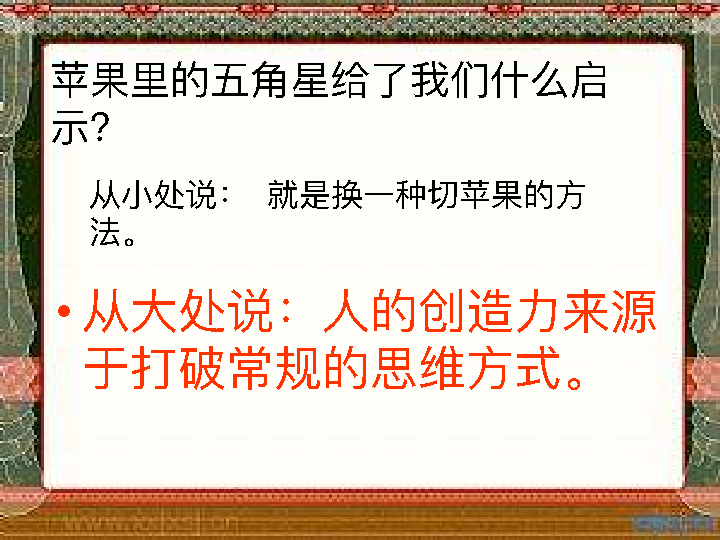 苹果里的五角星给了我们什么启
示?
从小处说： 就是换一种切苹果的方
法。
•从大处说：人的创造力来源
于打破常规的思维方式。